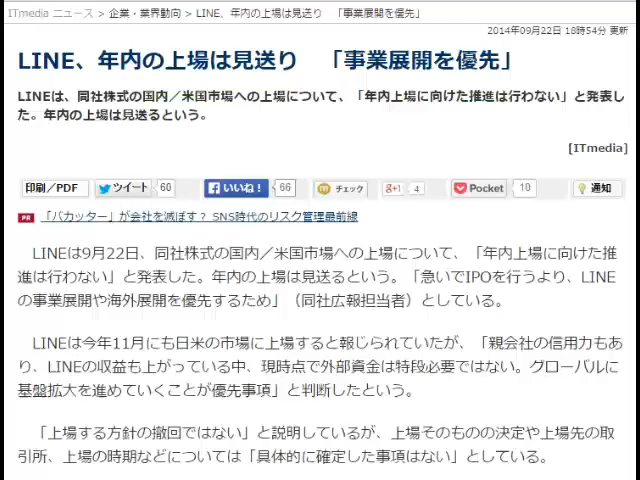 ITmedia ニュース > 企業・業界動向 > LINE、年内の上場は見送り 「事業展開を優先」
2014年09月22日 18時54分 更新
LINE、年内の上場は見送り 「事業展開を優先」
LINEは、同社株式の国内／米国市場への上場について、「年内上場に向けた推進は行わない」と発表し
た。年内の上場は見送るという。
[ITmedia]
印刷／PDF ツイート 60 いいね！ 66 チェック g+1 4 Pocket 10 通知
PR 「バカッター」が会社を滅ぼす？ SNS時代のリスク管理最前線
LINEは9月22日、同社株式の国内／米国市場への上場について、「年内上場に向けた推
進は行わない」と発表した。年内の上場は見送るという。「急いでIPOを行うより、LINE
の事業展開や海外展開を優先するため」（同社広報担当者）としている。
LINEは今年11月にも日米の市場に上場すると報じられていたが、「親会社の信用力もあ
り、LINEの収益も上がっている中、現時点で外部資金は特段必要ではない。グローバルに
基盤拡大を進めていくことが優先事項」と判断したという。
「上場する方針の撤回ではない」と説明しているが、上場そのものの決定や上場先の取
引所、上場の時期などについては「具体的に確定した事項はない」としている。